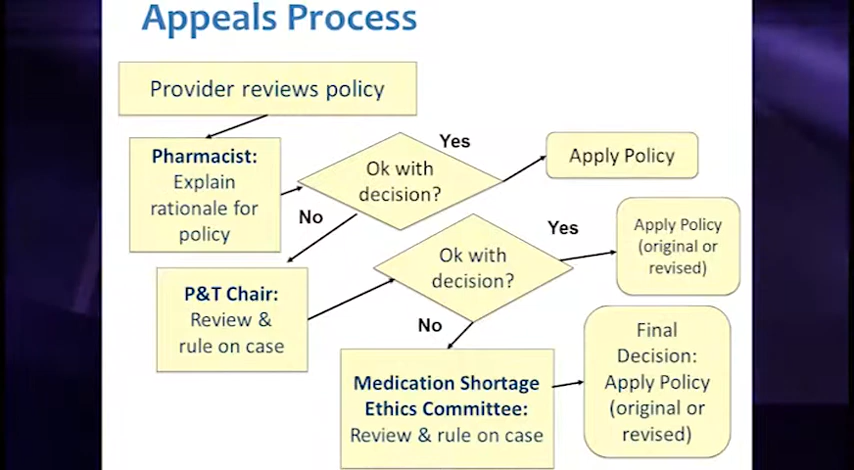 Appeals Process
Provider reviews policy
Pharmacist:
Explain
rationale for
policy
Ok with
decision?
Yes
Apply Policy
No
P&T Chair:
Review &
rule on case
Ok with
decision?
Yes
Apply Policy
(original or
revised)
No
Medication Shortage
Ethics Committee:
Review & rule on case
Final
Decision:
Apply Policy
(original or
revised)